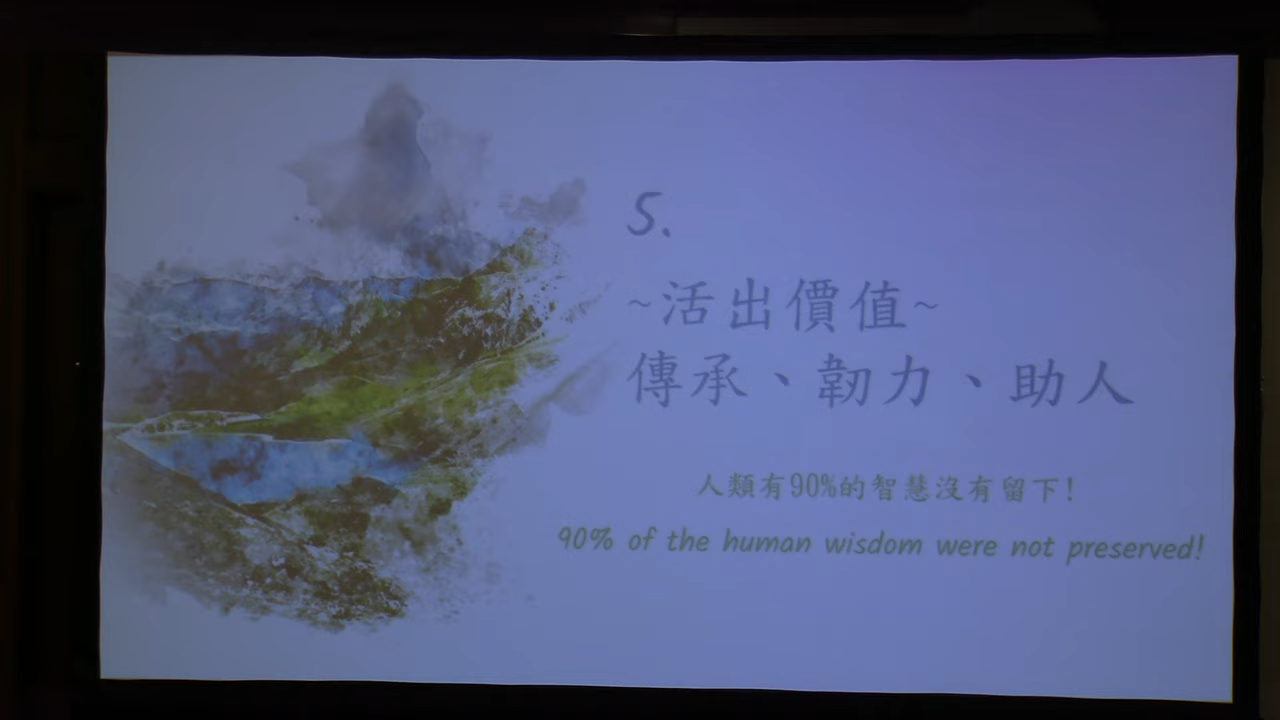 5.
~活出價值~
傳承、韌力、助人
人類有90%的智慧沒有留下!
90% of the human wisdom were not preserved!